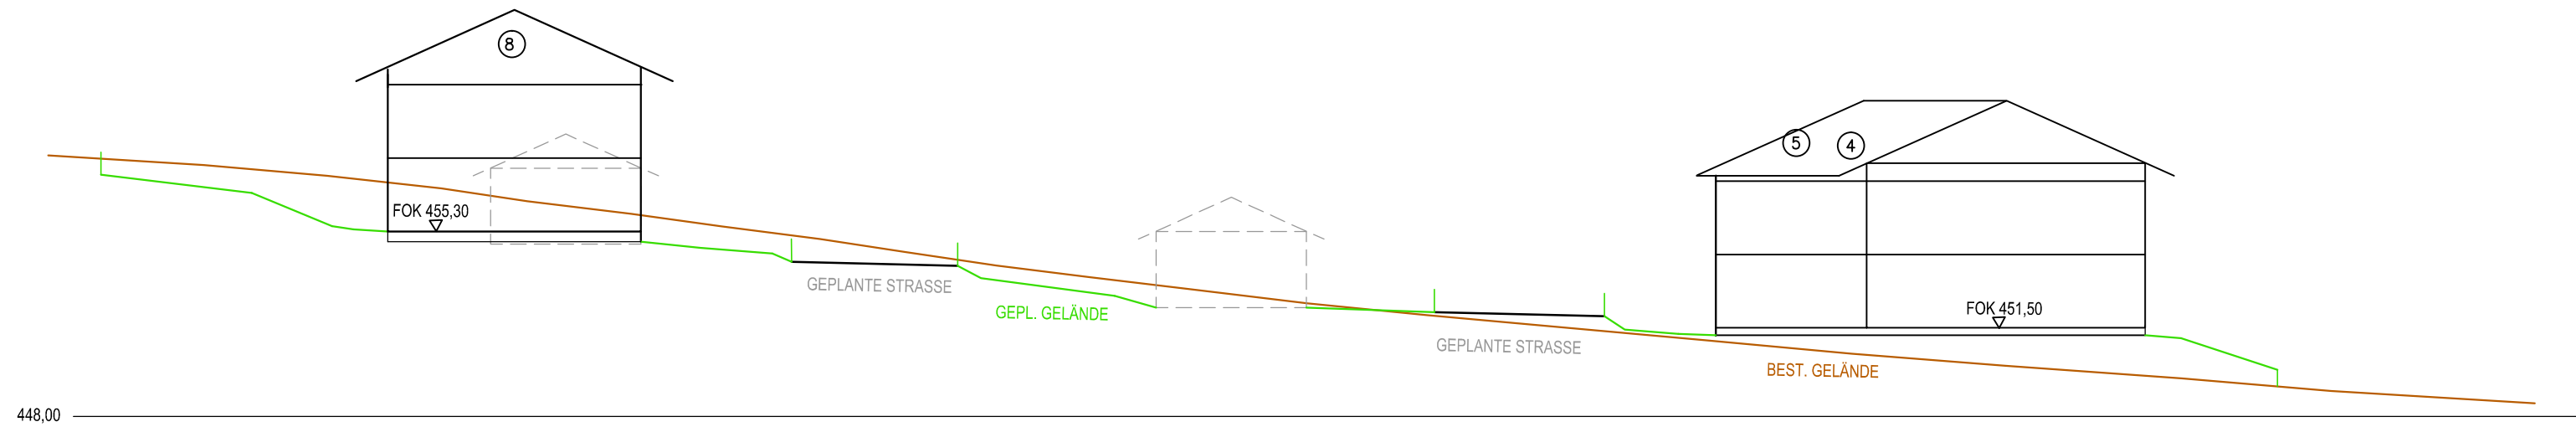 8
5
4
FOK 455,30
GEPLANTE STRASSE
GEPL. GELÄNDE
FOK 451,50
GEPLANTE STRASSE
BEST. GELÄNDE
448,00